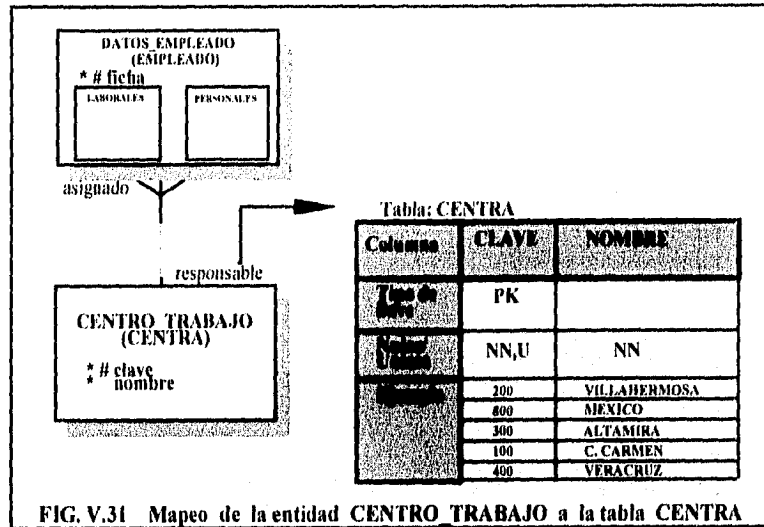 DATOS_EMPLEADO
(EMPLEADO)
* # ficha
LABORALES
PERSONALES
asignado
responsable
CENTRO_TRABAJO
(CENTRA)
* # clave
* nombre
Tabla: CENTRA
Columna CLAVE NOMBRE
Tipo de PK
NN,U NN
200 VILLAHERMOSA
800 MEXICO
300 ALTAMIRA
100 C. CARMEN
400 VERACRUZ
FIG. V.31 Mapeo de la entidad CENTRO_TRABAJO a la tabla CENTRA